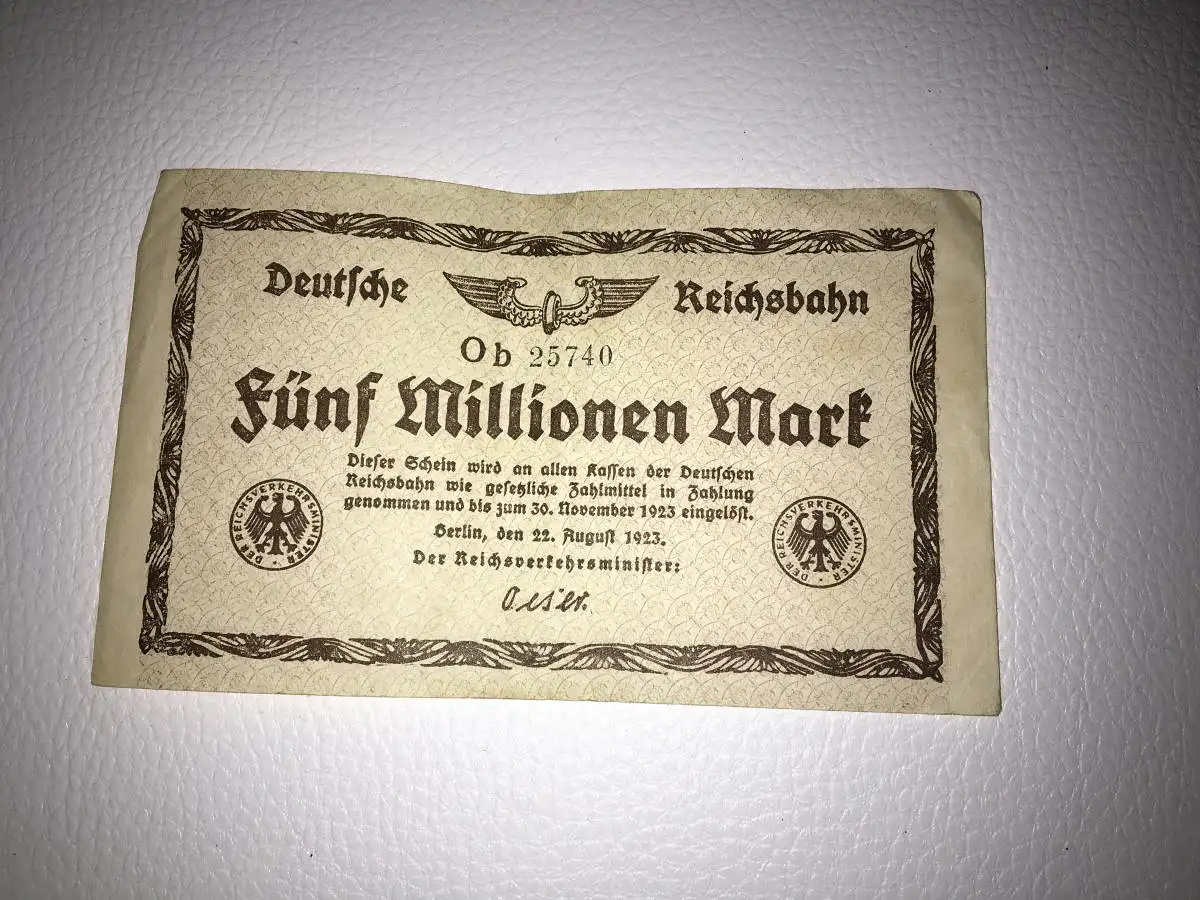 Deutsche Reichsbahn
Ob 25740
Fünf Millionen Mark
Dieser Schein wird an allen Kassen der Deutschen
Reichsbahn wie gesetzliche Zahlmittel in Zahlung
genommen und bis zum 30. November 1923 eingelöst.
Berlin, den 22. August 1923.
Der Reichsverkehrsminister:
Oeser.
DER REICHSVERKEHRSMINISTER
DER REICHSVERKEHRSMINISTER